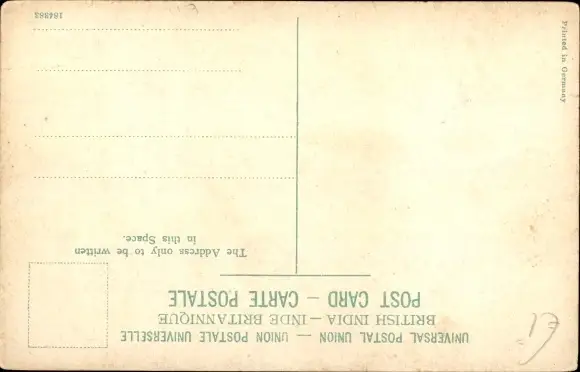 UNIVERSAL POSTAL UNION — UNION POSTALE UNIVERSELLE
BRITISH INDIA — INDE BRITANNIQUE
POST CARD — CARTE POSTALE
The Address only to be written
in this Space.
Printed in Germany